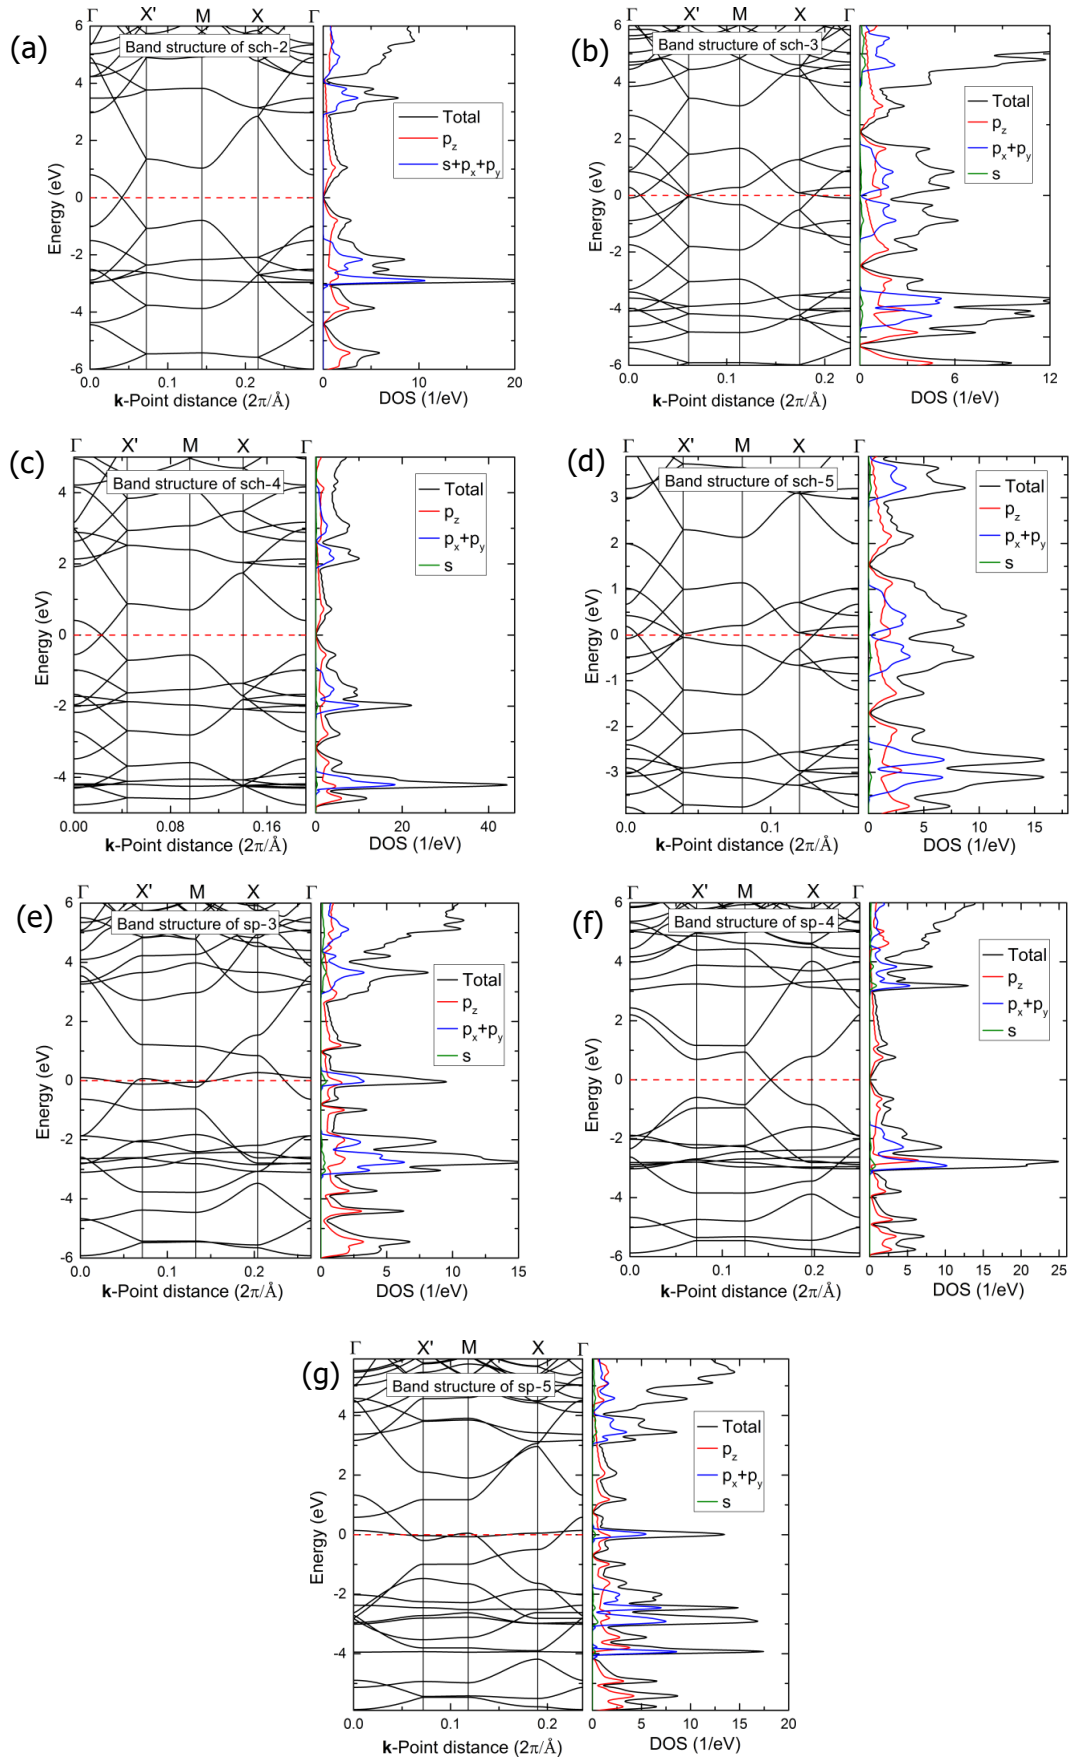 (a)
Γ X' M X Γ
Band structure of sch-2
Energy (eV)
6
4
2
0
-2
-4
-6
0.0 0.1 0.2
k-Point distance (2π/Å)
Total
pz
s+px+py
0 10 20
DOS (1/eV)
(b)
Γ X' M X Γ
Band structure of sch-3
Energy (eV)
6
4
2
0
-2
-4
-6
0.0 0.1 0.2
k-Point distance (2π/Å)
Total
pz
px+py
s
0 6 12
DOS (1/eV)
(c)
Γ X' M X Γ
Band structure of sch-4
Energy (eV)
4
2
0
-2
-4
0.00 0.08 0.16
k-Point distance (2π/Å)
Total
pz
px+py
s
0 20 40
DOS (1/eV)
(d)
Γ X' M X Γ
Band structure of sch-5
Energy (eV)
3
2
1
0
-1
-2
-3
0.0 0.1
k-Point distance (2π/Å)
Total
pz
px+py
s
0 5 10 15
DOS (1/eV)
(e)
Γ X' M X Γ
Band structure of sp-3
Energy (eV)
6
4
2
0
-2
-4
-6
0.0 0.1 0.2
k-Point distance (2π/Å)
Total
pz
px+py
s
0 5 10 15
DOS (1/eV)
(f)
Γ X' M X Γ
Band structure of sp-4
Energy (eV)
6
4
2
0
-2
-4
-6
0.0 0.1 0.2
k-Point distance (2π/Å)
Total
pz
px+py
s
0 5 10 15 20 25
DOS (1/eV)
(g)
Γ X' M X Γ
Band structure of sp-5
Energy (eV)
4
2
0
-2
-4
0.0 0.1 0.2
k-Point distance (2π/Å)
Total
pz
px+py
s
0 5 10 15 20
DOS (1/eV)